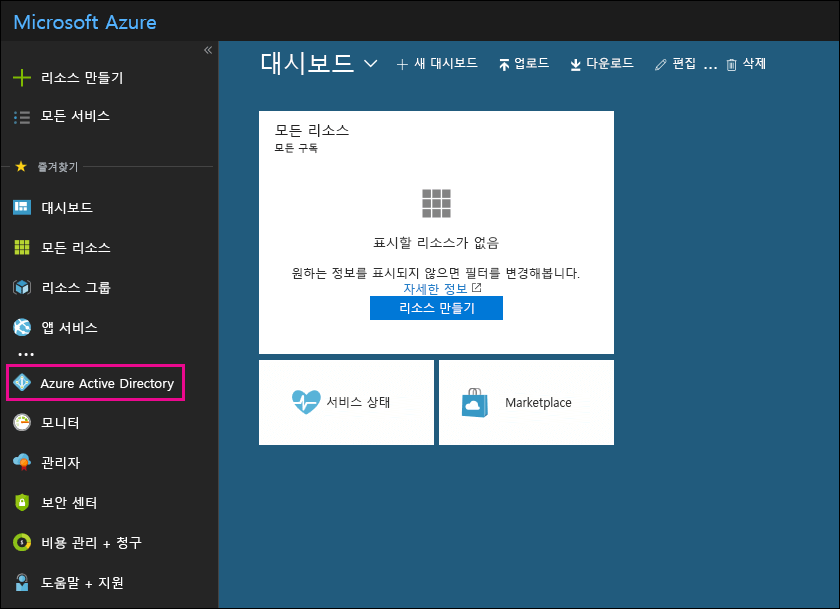 Microsoft Azure
«
리소스 만들기
모든 서비스
즐겨찾기
대시보드
모든 리소스
리소스 그룹
앱 서비스
•••
Azure Active Directory
모니터
관리자
보안 센터
비용 관리 + 청구
도움말 + 지원
대시보드 + 새 대시보드 업로드 다운로드 편집 ... 삭제
모든 리소스
모든 구독
표시할 리소스가 없음
원하는 정보를 표시되지 않으면 필터를 변경해봅니다.
자세한 정보
리소스 만들기
서비스 상태
Marketplace